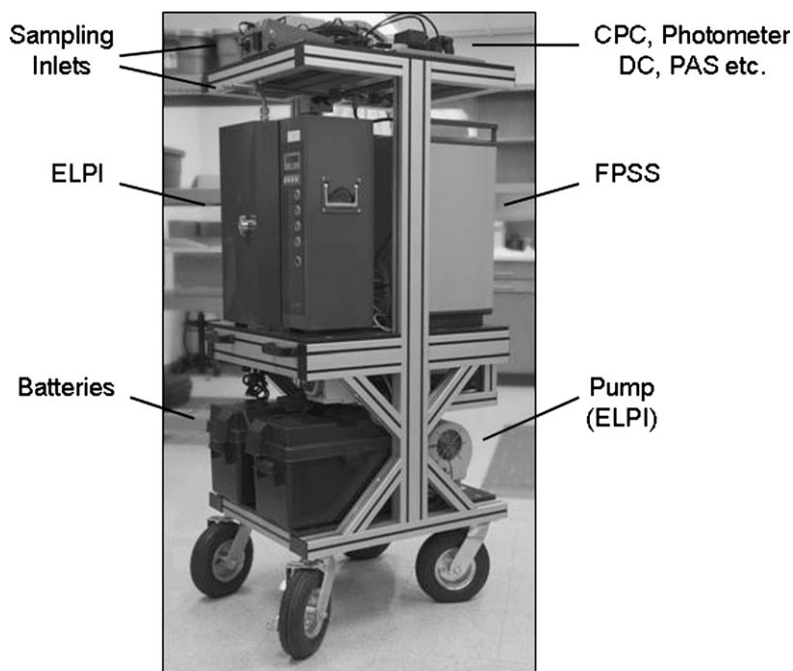 Sampling
Inlets
CPC, Photometer
DC, PAS etc.
ELPI
FPSS
Batteries
Pump
(ELPI)